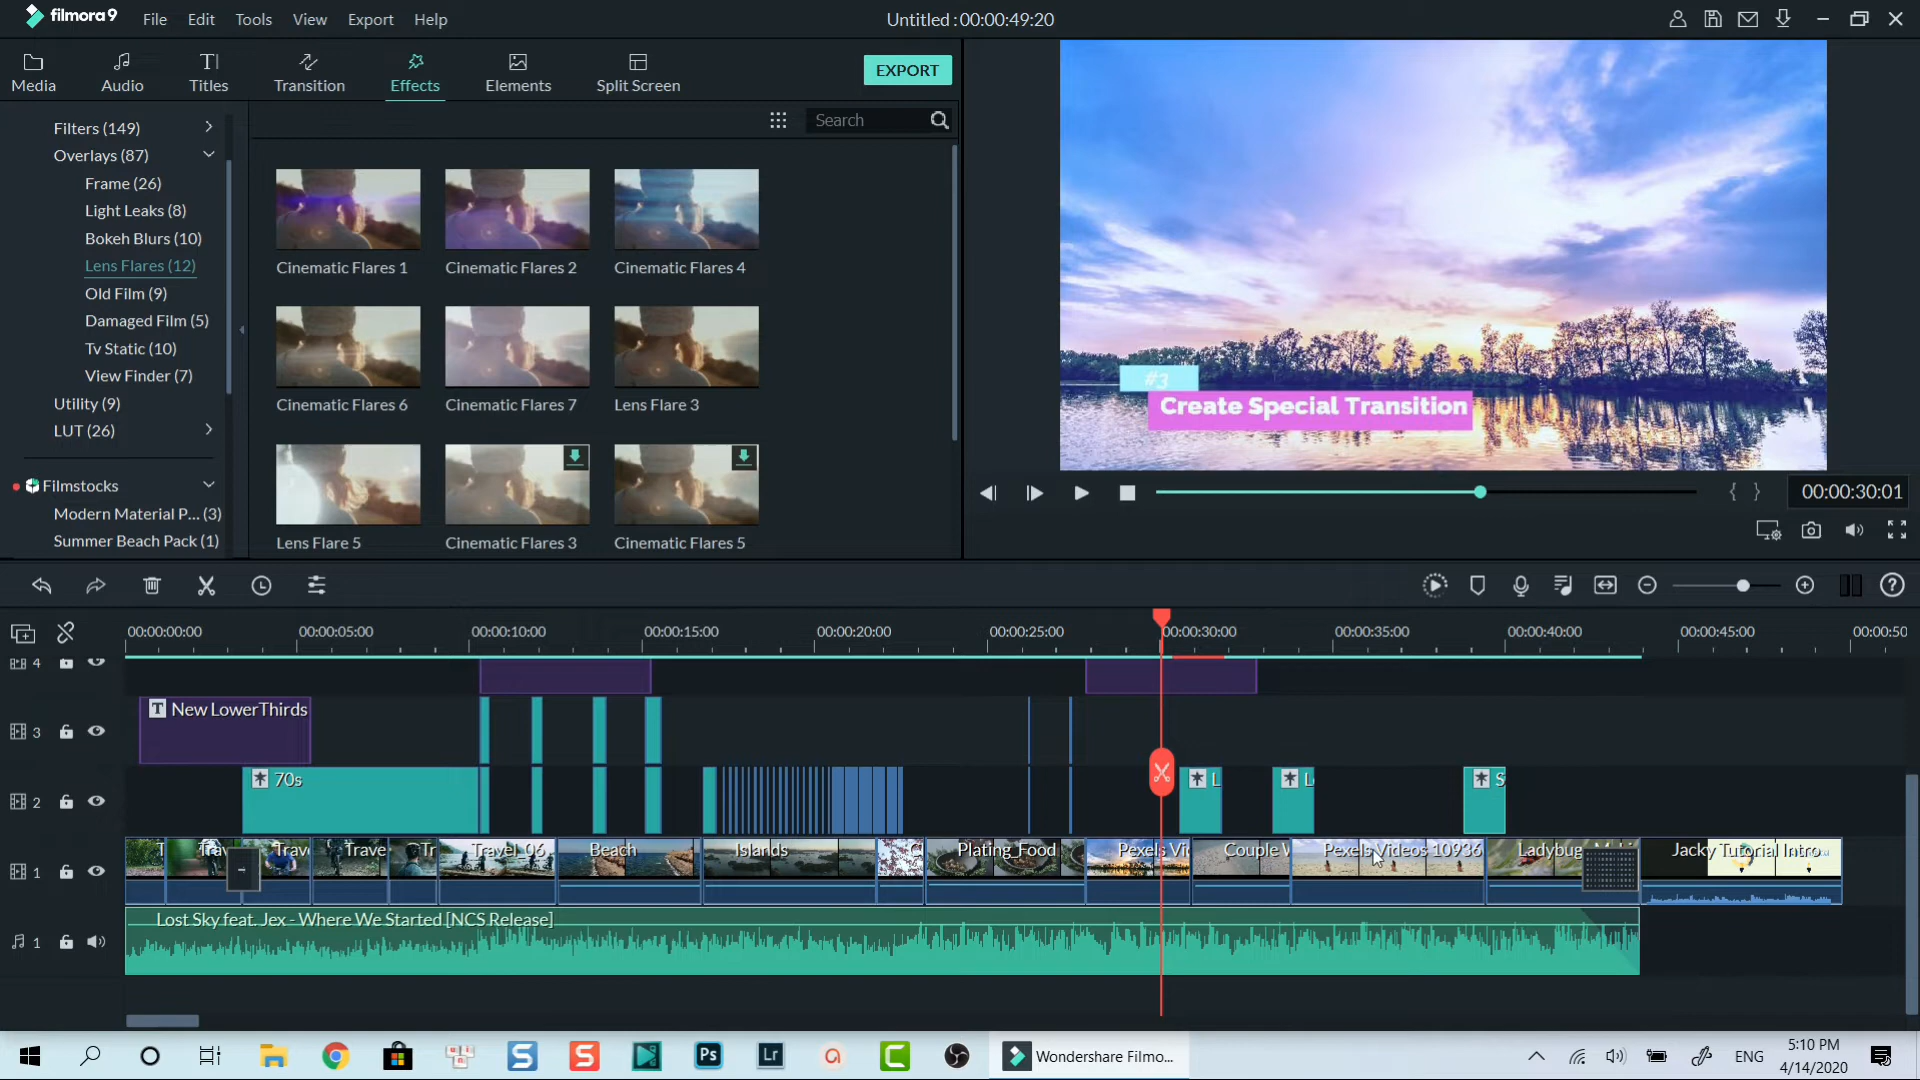 filmora9
File
Edit
Tools
View
Export
Help
Untitled : 00:00:49:20
Media
Audio
Titles
Transition
Effects
Elements
Split Screen
EXPORT
Filters (149)
Overlays (87)
Frame (26)
Light Leaks (8)
Bokeh Blurs (10)
Lens Flares (12)
Old Film (9)
Damaged Film (5)
Tv Static (10)
View Finder (7)
Utility (9)
LUT (26)
Filmstocks
Modern Material P... (3)
Summer Beach Pack (1)
Search
Cinematic Flares 1
Cinematic Flares 2
Cinematic Flares 4
Cinematic Flares 6
Cinematic Flares 7
Lens Flare 3
Lens Flare 5
Cinematic Flares 3
Cinematic Flares 5
#3
Create Special Transition
{ }
00:00:30:01
00:00:00:00
00:00:05:00
00:00:10:00
00:00:15:00
00:00:20:00
00:00:25:00
00:00:30:00
00:00:35:00
00:00:40:00
00:00:45:00
00:00:50
4
3
T New LowerThirds
2
70s
L
L
S
1
Trav
Trav
Trave
Tr
Travel 06
Beach
Islands
Plating Food
Pexels Vi
Couple
Pexels Videos 10936
Ladybug
Jacky Tutorial Intro
1
Lost Sky feat. Jex - Where We Started [NCS Release]
S
S
Ps
Lr
C
Wondershare Filmo...
ENG
5:10 PM
4/14/2020